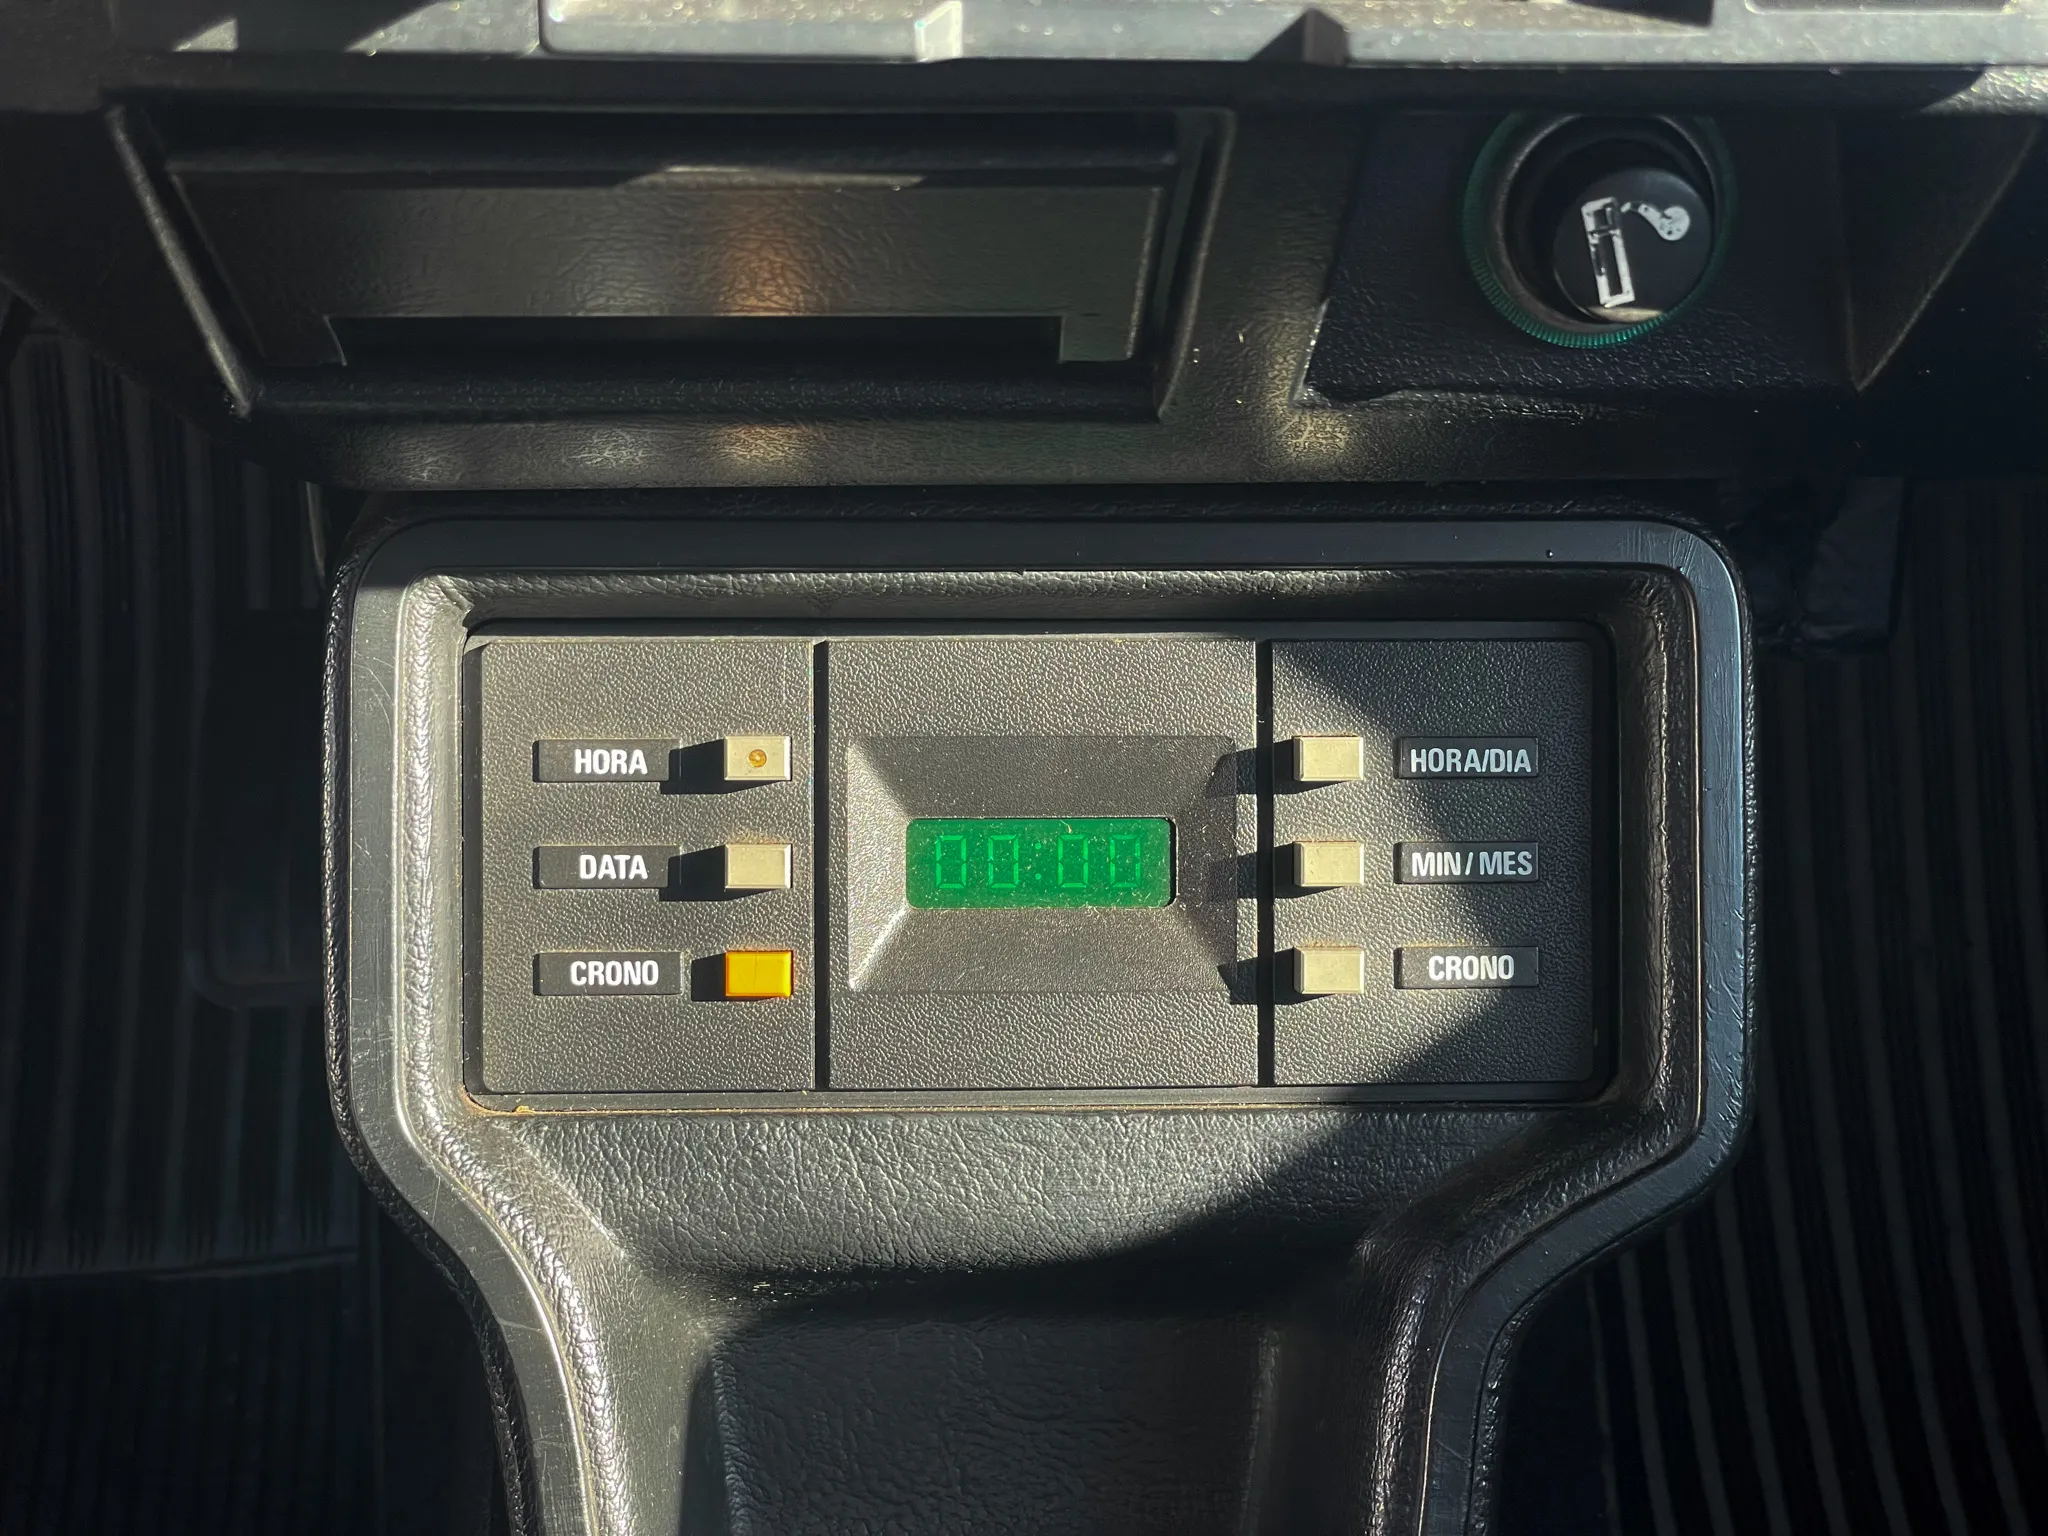 HORA
DATA
CRONO
00:00
HORA/DIA
MIN/MES
CRONO